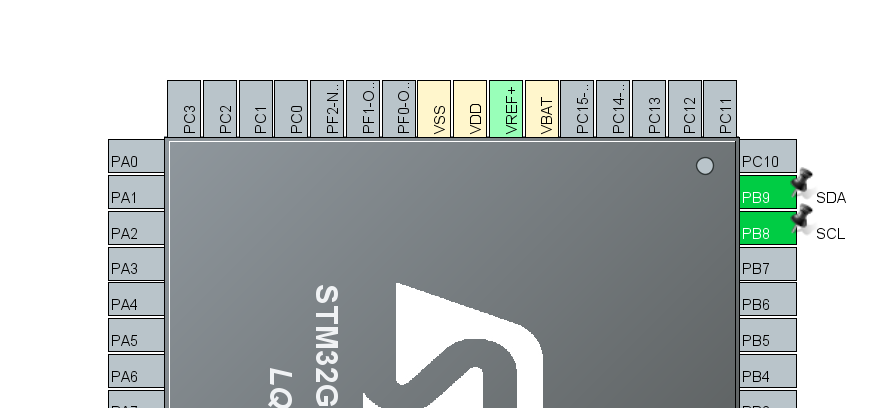 PC3 PC2 PC1 PC0 PF2-N.. PF1-O.. PF0-O.. VSS VDD VREF+ VBAT PC15-.. PC14-.. PC13 PC12 PC11
PA0 PC10
PA1 PB9 SDA
PA2 PB8 SCL
PA3 PB7
PA4 PB6
PA5 PB5
PA6 PB4
STM32G
LQ